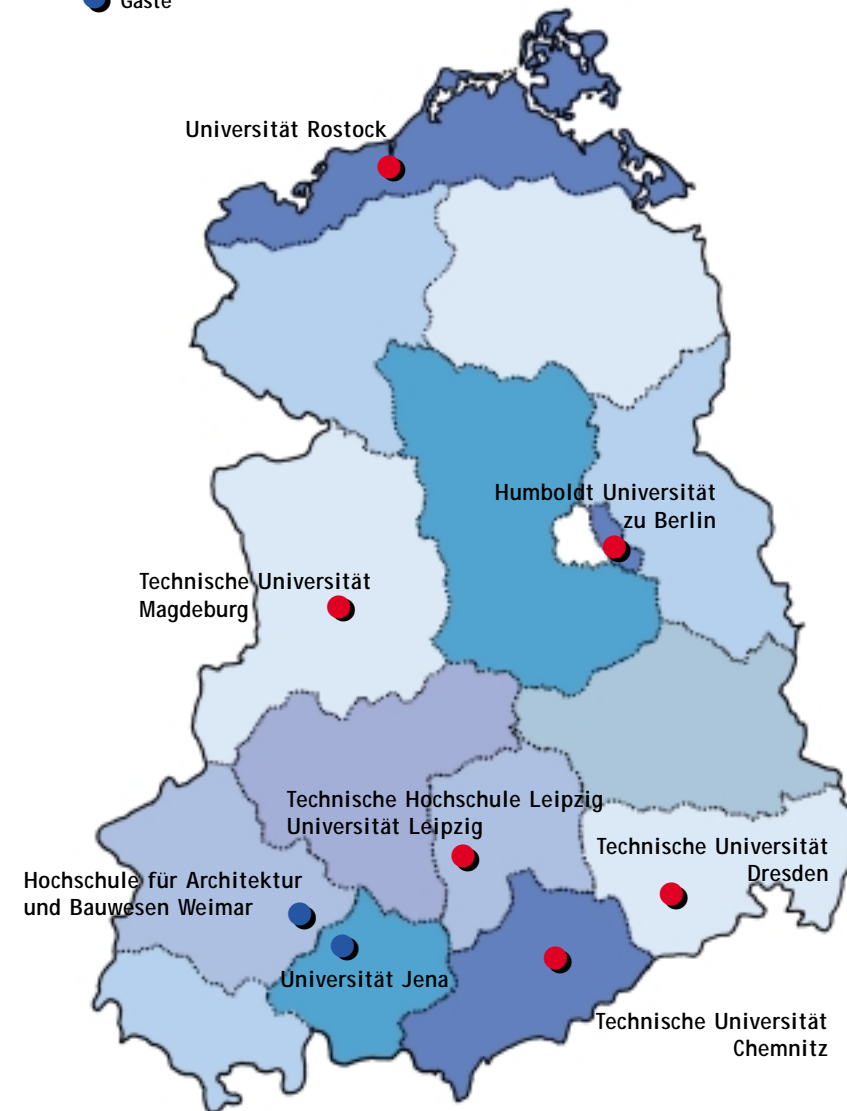 Gäste
Universität Rostock
Humboldt Universität
zu Berlin
Technische Universität
Magdeburg
Technische Hochschule Leipzig
Universität Leipzig
Technische Universität
Dresden
Hochschule für Architektur
und Bauwesen Weimar
Universität Jena
Technische Universität
Chemnitz